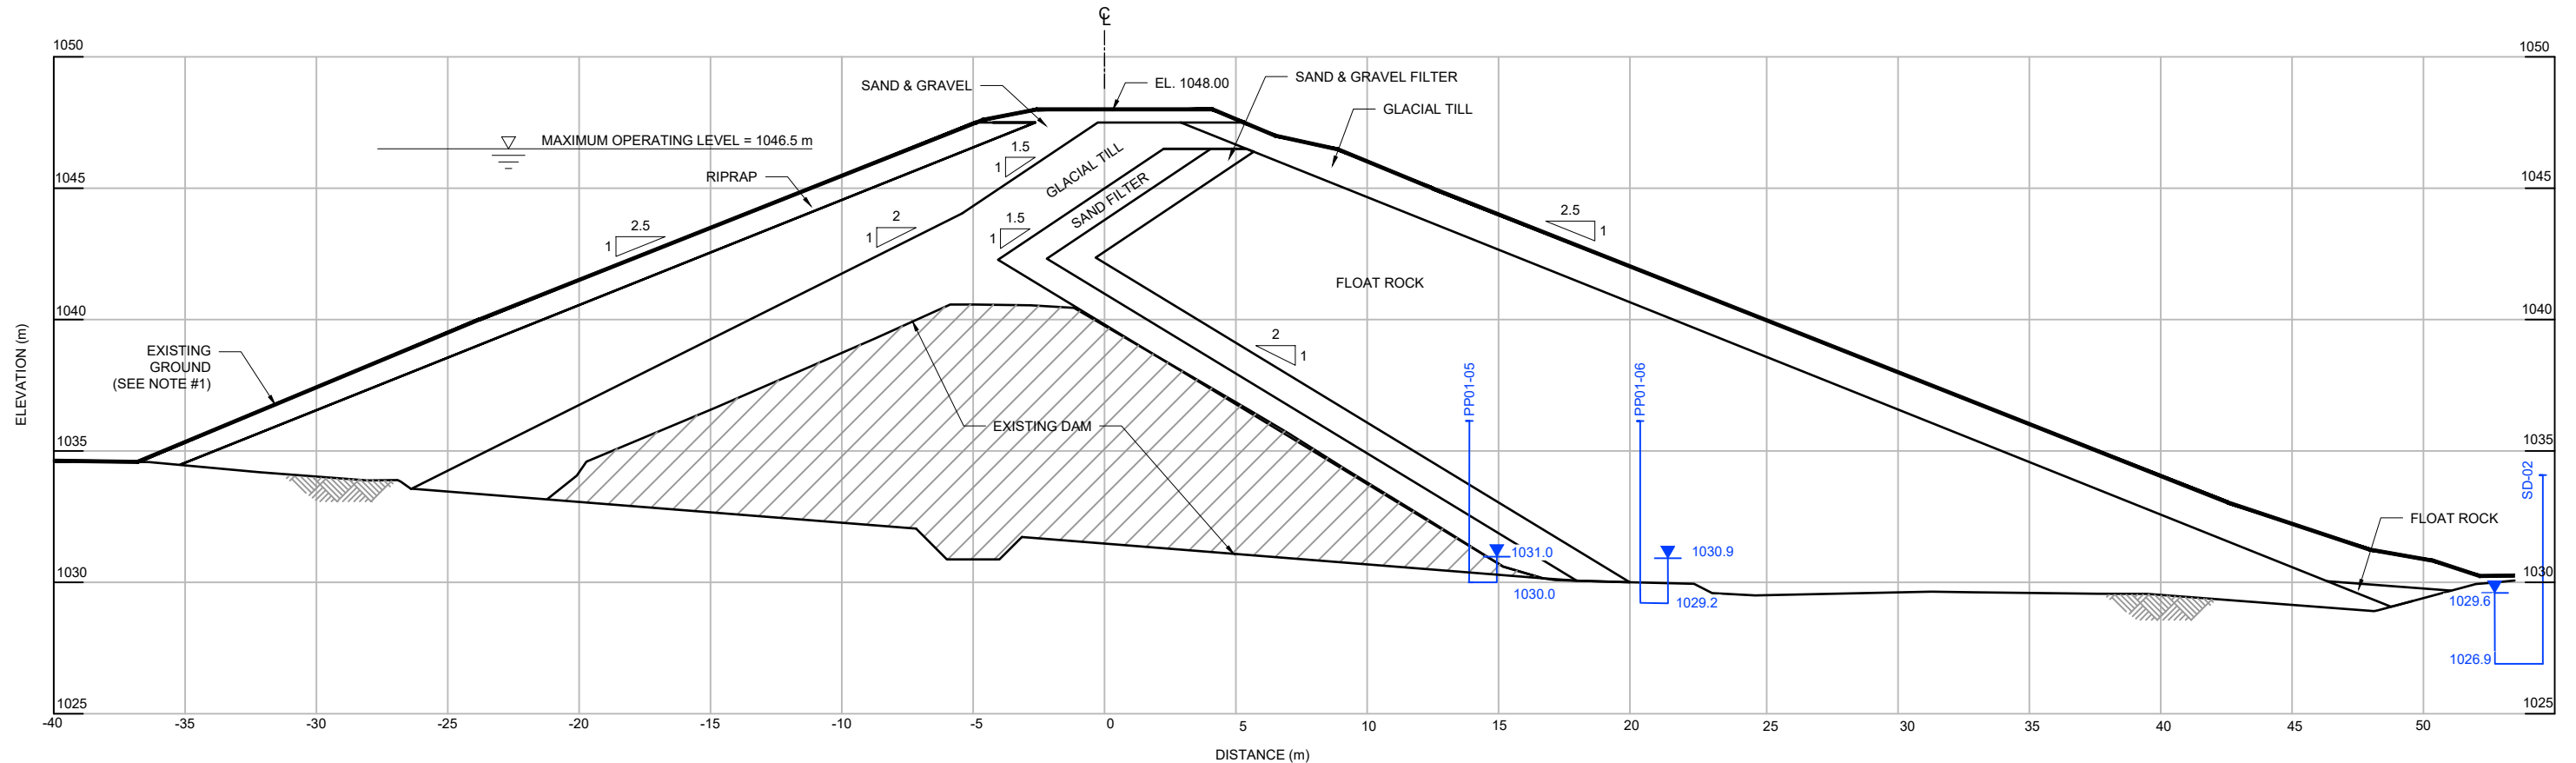 ℄
1050
1050
SAND & GRAVEL FILTER
SAND & GRAVEL
EL. 1048.00
GLACIAL TILL
MAXIMUM OPERATING LEVEL = 1046.5 m
1.5
1
GLACIAL TILL
RIPRAP
1045
1045
SAND FILTER
2.5
1
2
1
1.5
1
2.5
1
FLOAT ROCK
1040
1040
ELEVATION (m)
EXISTING
GROUND
(SEE NOTE #1)
2
1
PP01-05
PP01-06
EXISTING DAM
1035
1035
SD-02
FLOAT ROCK
1031.0
1030.9
1030
1030
1030.0
1029.2
1029.6
1026.9
1025
1025
-40
-35
-30
-25
-20
-15
-10
-5
0
5
10
15
20
25
30
35
40
45
50
DISTANCE (m)